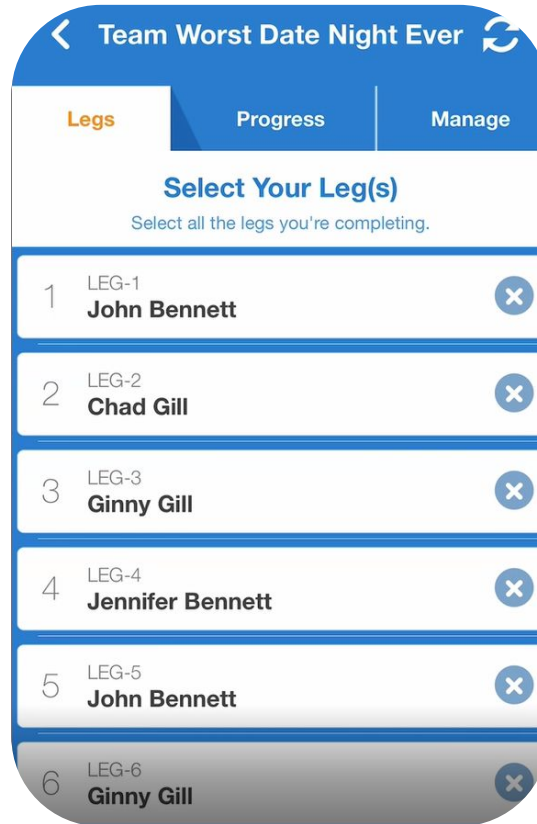 Team Worst Date Night Ever
Legs Progress Manage
Select Your Leg(s)
Select all the legs you're completing.
1 LEG-1
John Bennett
2 LEG-2
Chad Gill
3 LEG-3
Ginny Gill
4 LEG-4
Jennifer Bennett
5 LEG-5
John Bennett
6 LEG-6
Ginny Gill